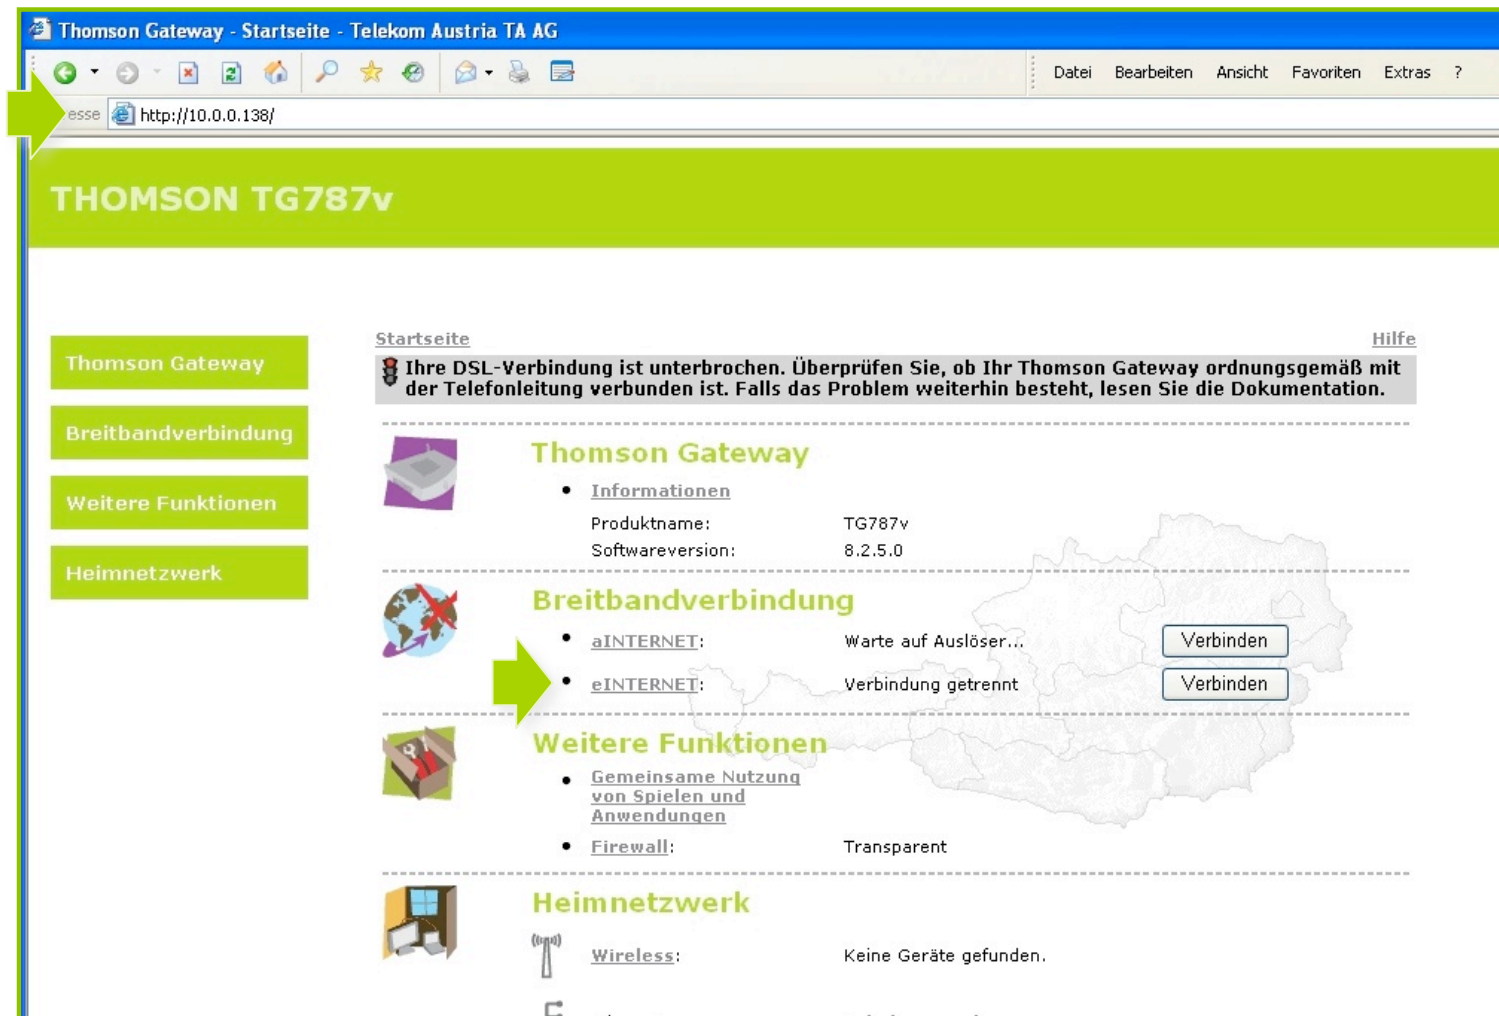 Thomson Gateway - Startseite - Telekom Austria TA AG
Datei Bearbeiten Ansicht Favoriten Extras ?
esse http://10.0.0.138/
THOMSON TG787v
Startseite Hilfe
Thomson Gateway
Breitbandverbindung
Weitere Funktionen
Heimnetzwerk
Ihre DSL-Verbindung ist unterbrochen. Überprüfen Sie, ob Ihr Thomson Gateway ordnungsgemäß mit
der Telefonleitung verbunden ist. Falls das Problem weiterhin besteht, lesen Sie die Dokumentation.
Thomson Gateway
Informationen
Produktname: TG787v
Softwareversion: 8.2.5.0
Breitbandverbindung
aINTERNET: Warte auf Auslöser... Verbinden
eINTERNET: Verbindung getrennt Verbinden
Weitere Funktionen
Gemeinsame Nutzung
von Spielen und
Anwendungen
Firewall: Transparent
Heimnetzwerk
Wireless: Keine Geräte gefunden.